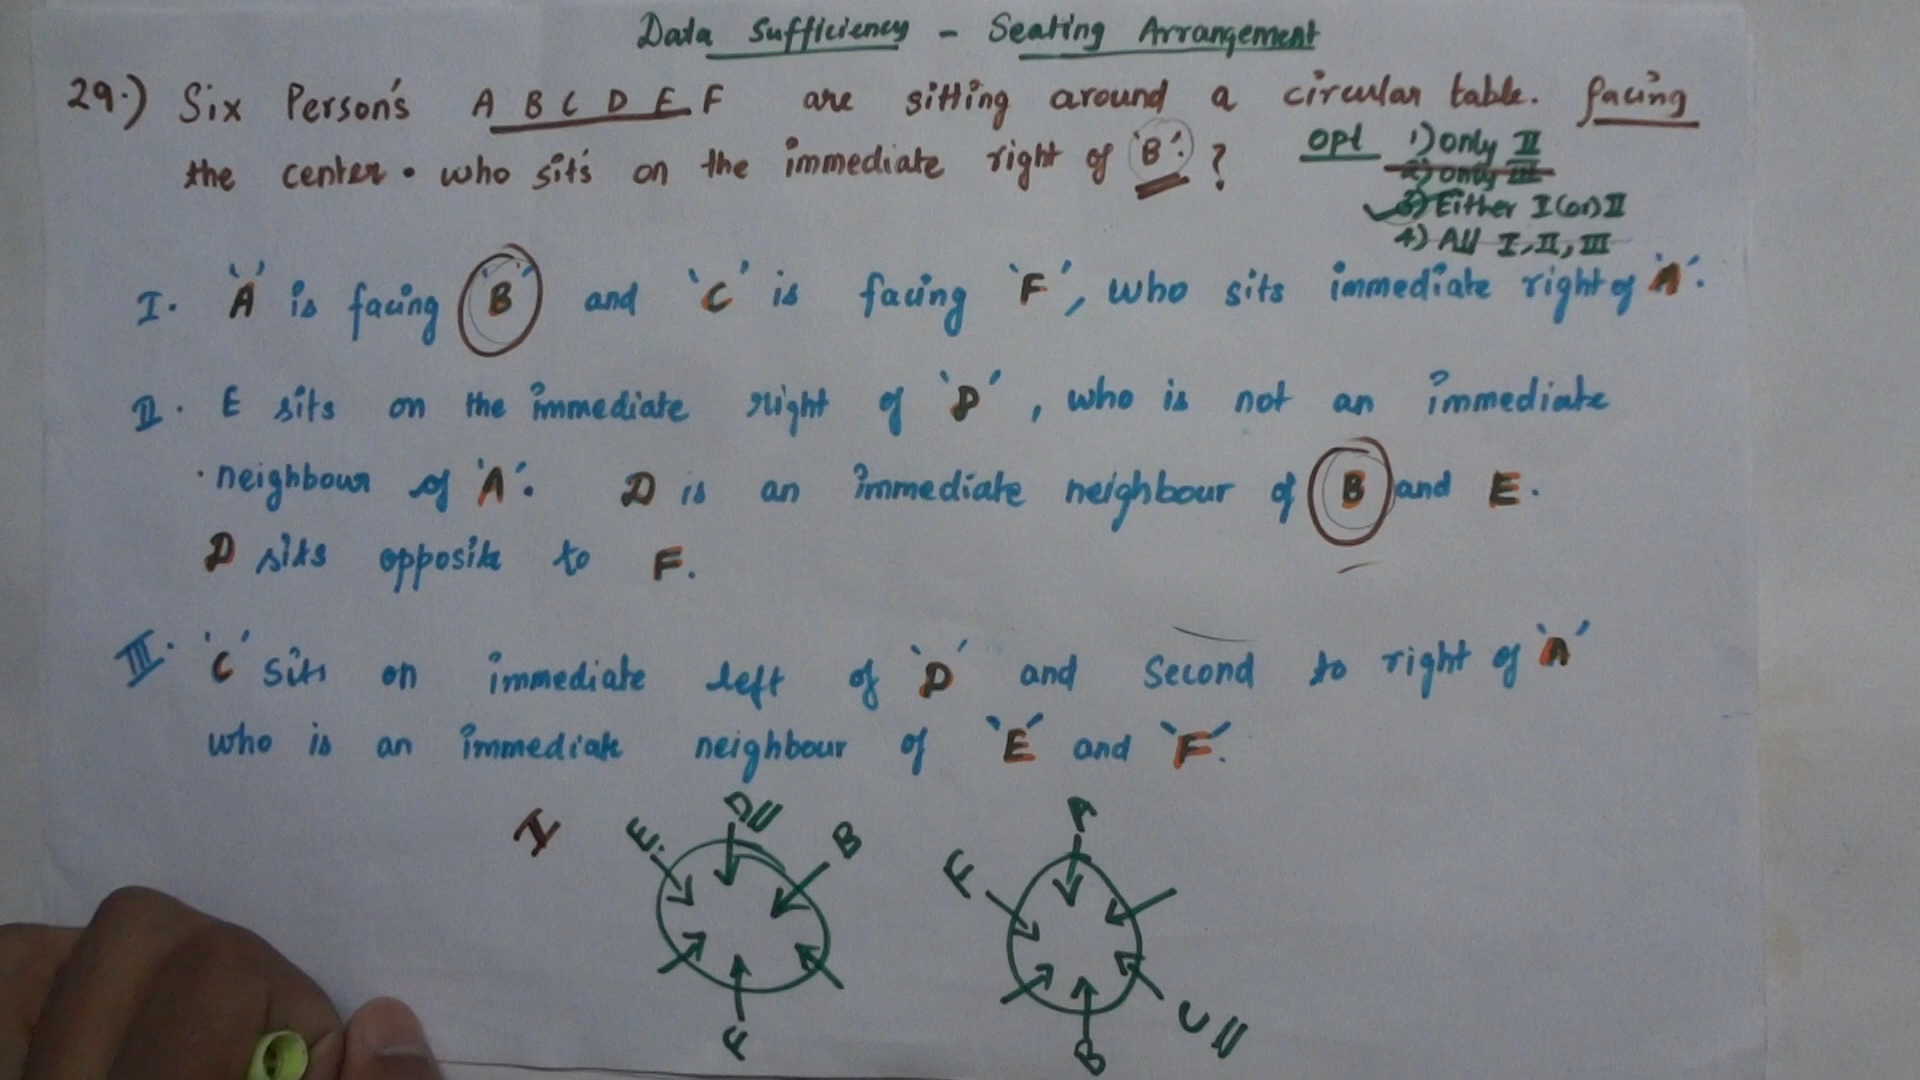 Data Sufficiency - Seating Arrangement
29.) Six Person's A B C D E F are sitting around a circular table. facing
the center. who sits on the immediate right of 'B'. ?
opt 1) only II
2) only III
3) Either I (or) II
4) All I, II, III
I. 'A' is facing 'B' and 'C' is facing 'F', who sits immediate right of 'A'.
II. E sits on the immediate right of 'D', who is not an immediate
neighbour of 'A'. D is an immediate neighbour of B and E.
D sits opposite to F.
III. 'C' sits on immediate left of 'D' and second to right of 'A'
who is an immediate neighbour of 'E' and 'F'.
I
E D B F
A F C B